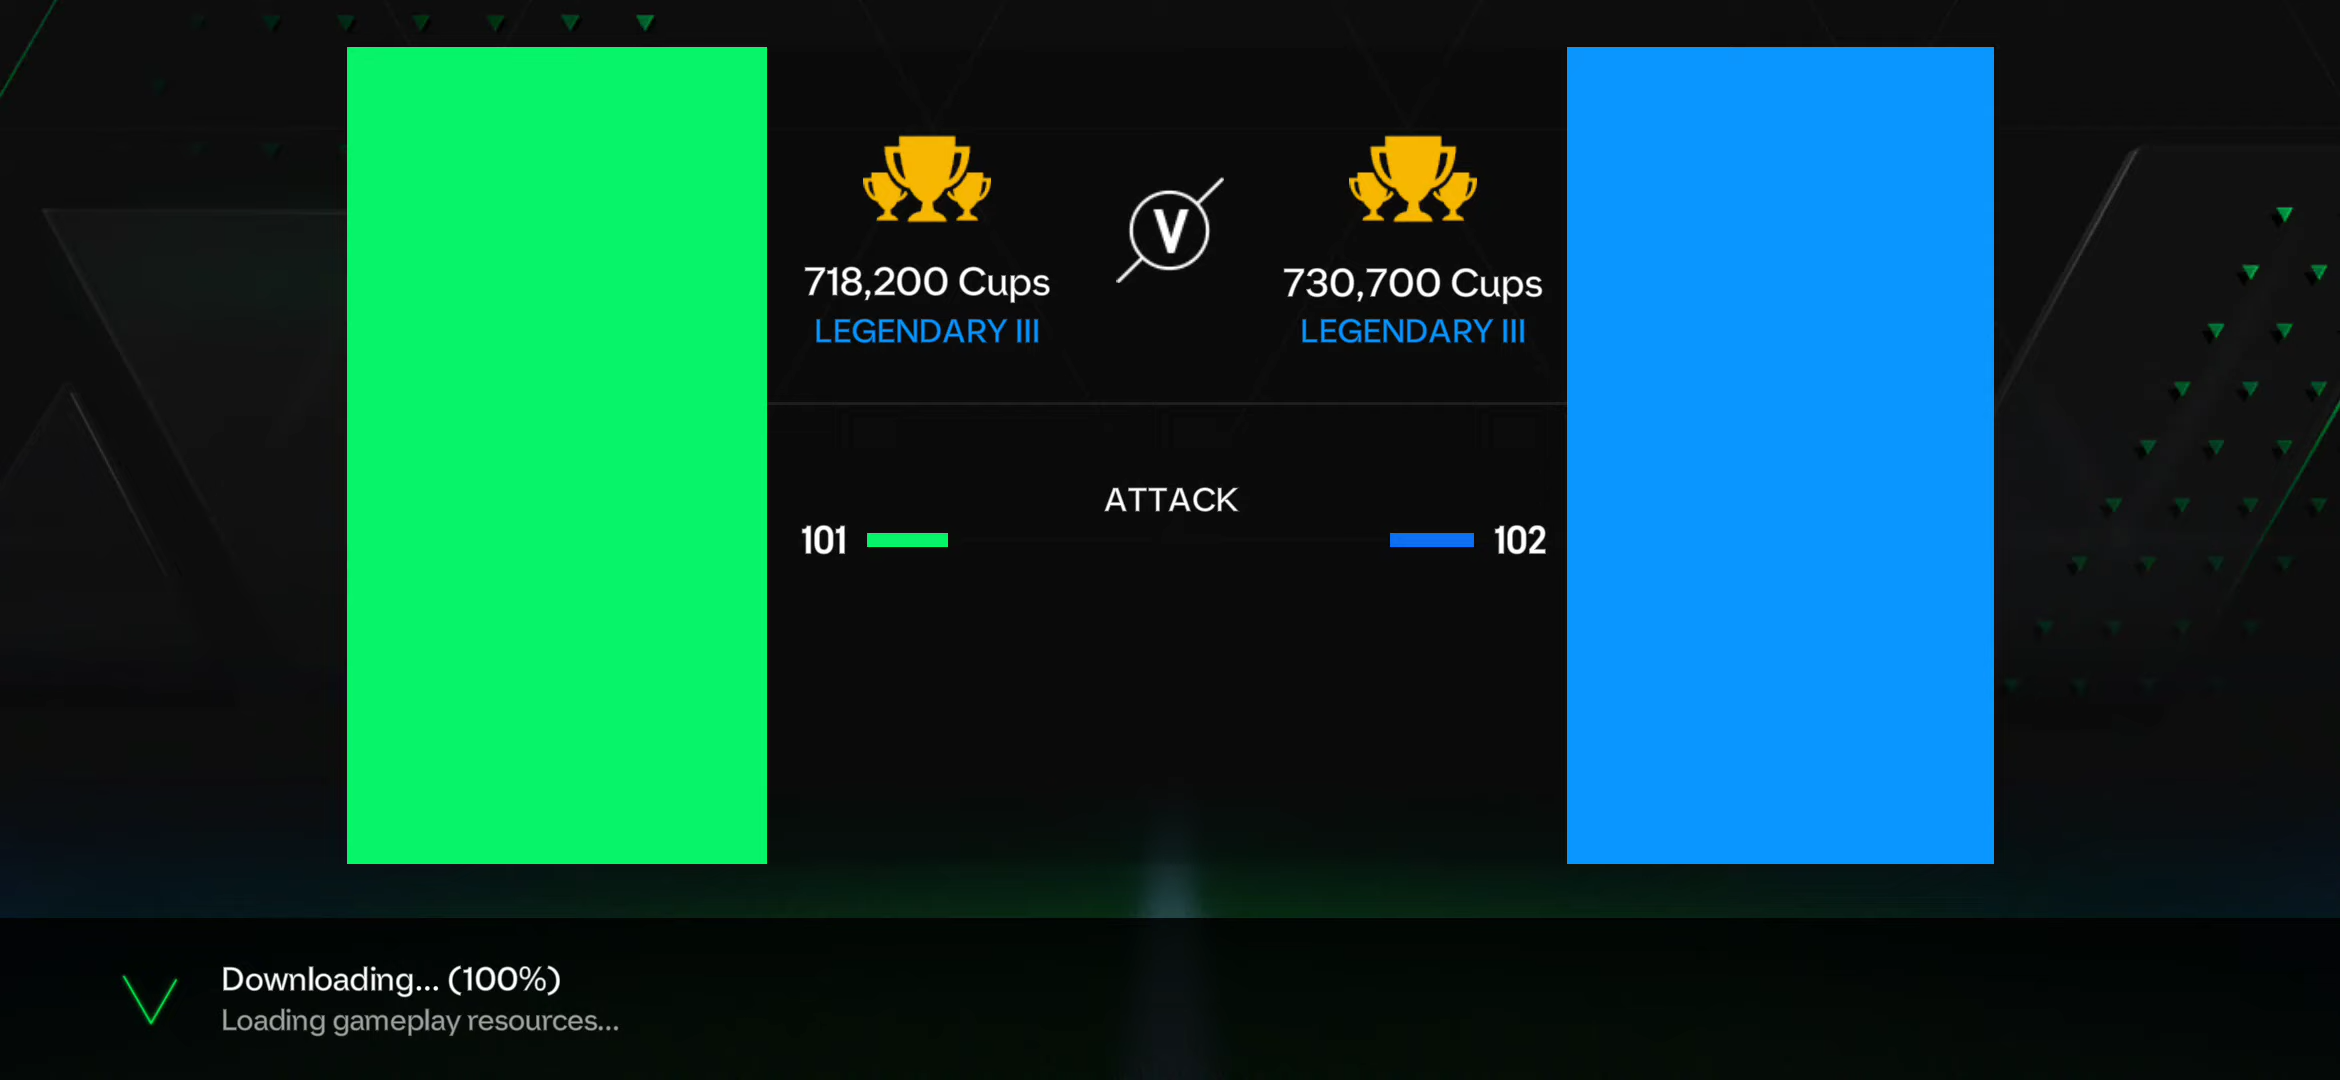 V
718,200 Cups
730,700 Cups
LEGENDARY III
LEGENDARY III
ATTACK
101
102
Downloading... (100%)
Loading gameplay resources...